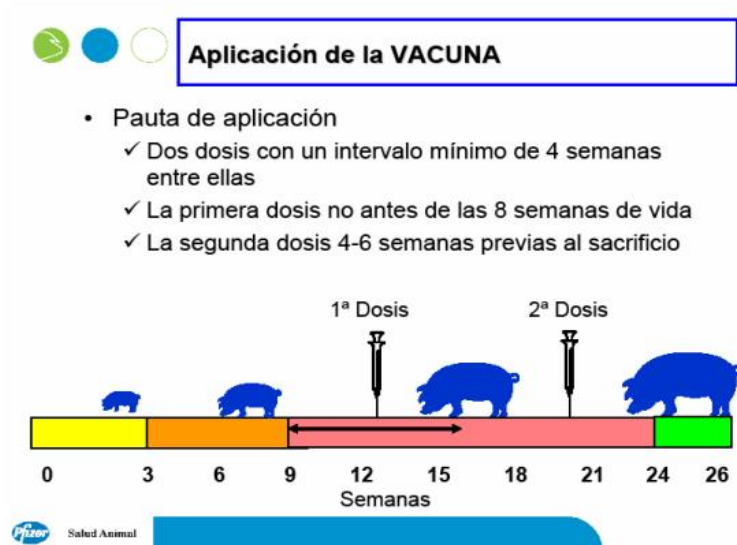 Aplicación de la VACUNA
• Pauta de aplicación
✓ Dos dosis con un intervalo mínimo de 4 semanas
entre ellas
✓ La primera dosis no antes de las 8 semanas de vida
✓ La segunda dosis 4-6 semanas previas al sacrificio
1ª Dosis 2ª Dosis
0 3 6 9 12 15 18 21 24 26
Semanas
Pfizer Salud Animal